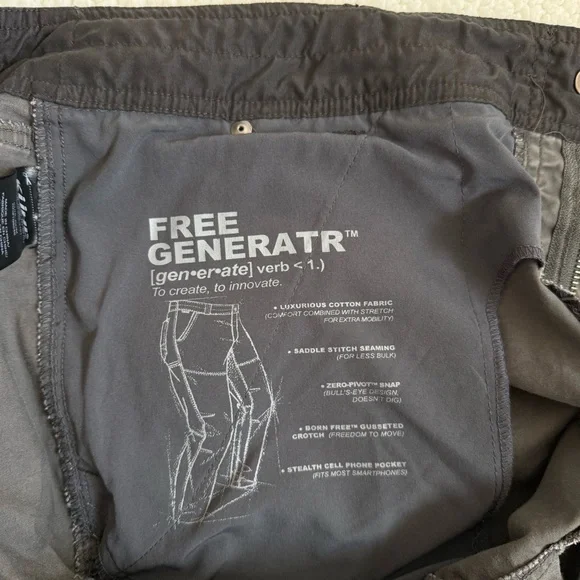 FREE
GENERATR™
[gen•er•ate] verb < 1.)
To create, to innovate.
• LUXURIOUS COTTON FABRIC
(COMFORT COMBINED WITH STRETCH
FOR EXTRA MOBILITY)
• SADDLE STITCH SEAMING
(FOR LESS BULK)
• ZERO-PIVOT™ SNAP
(BULL'S-EYE DESIGN,
DOESN'T DIG)
• BORN FREE™ GUSSETED
CROTCH (FREEDOM TO MOVE)
• STEALTH CELL PHONE POCKET
(FITS MOST SMARTPHONES)